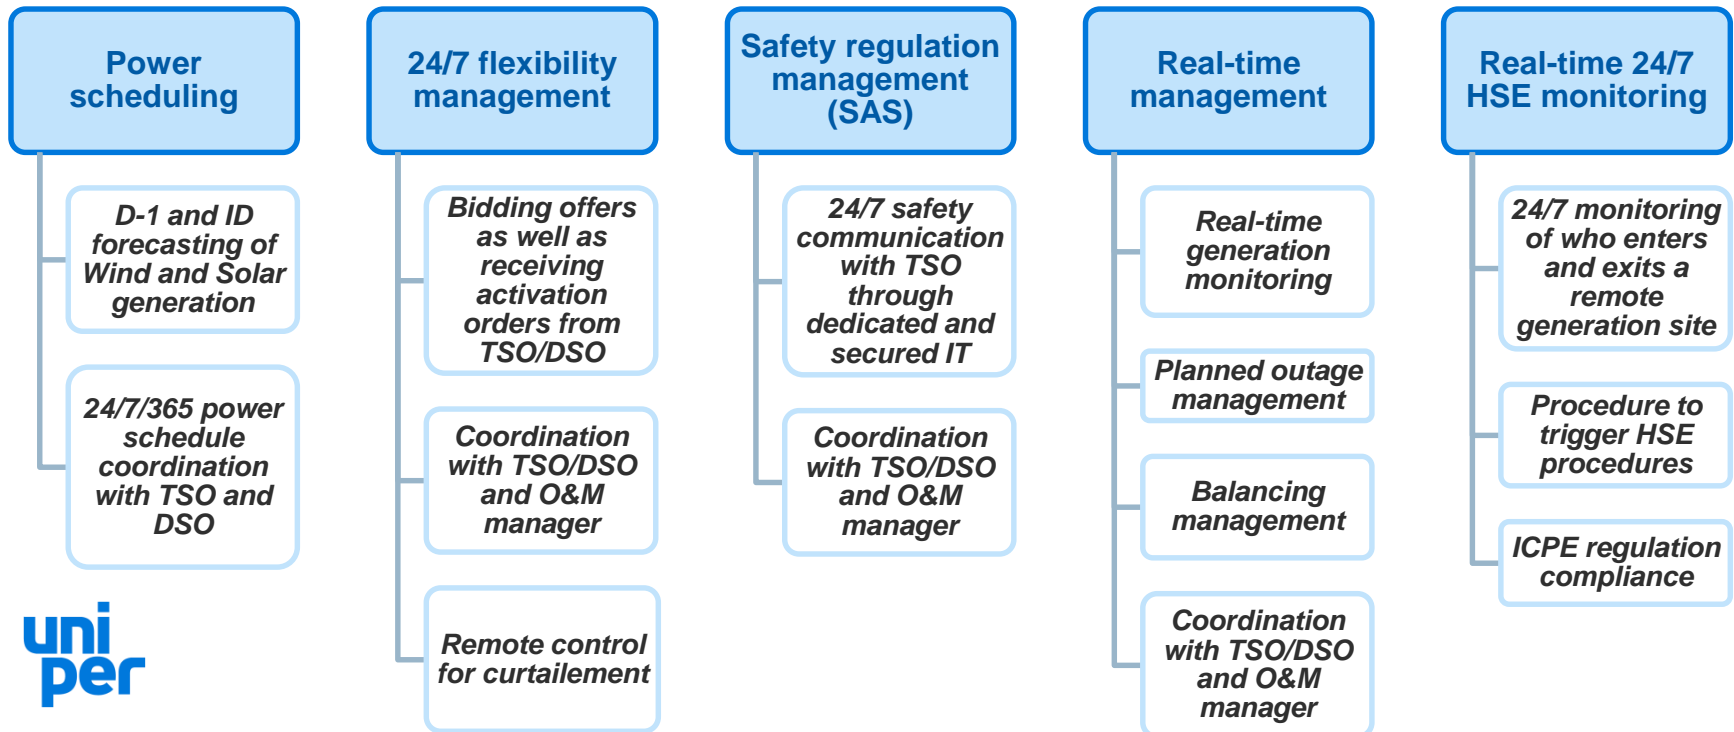 Power
scheduling
D-1 and ID
forecasting of
Wind and Solar
generation
24/7/365 power
schedule
coordination
with TSO and
DSO
24/7 flexibility
management
Bidding offers
as well as
receiving
activation
orders from
TSO/DSO
Coordination
with TSO/DSO
and O&M
manager
Remote control
for curtailement
Safety regulation
management
(SAS)
24/7 safety
communication
with TSO
through
dedicated and
secured IT
Coordination
with TSO/DSO
and O&M
manager
Real-time
management
Real-time
generation
monitoring
Planned outage
management
Balancing
management
Coordination
with TSO/DSO
and O&M
manager
Real-time 24/7
HSE monitoring
24/7 monitoring
of who enters
and exits a
remote
generation site
Procedure to
trigger HSE
procedures
ICPE regulation
compliance
uni
per